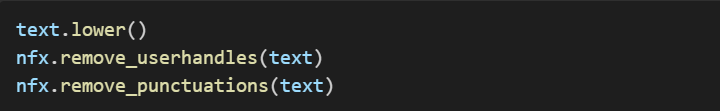 text.lower()
nfx.remove_userhandles(text)
nfx.remove_punctuations(text)